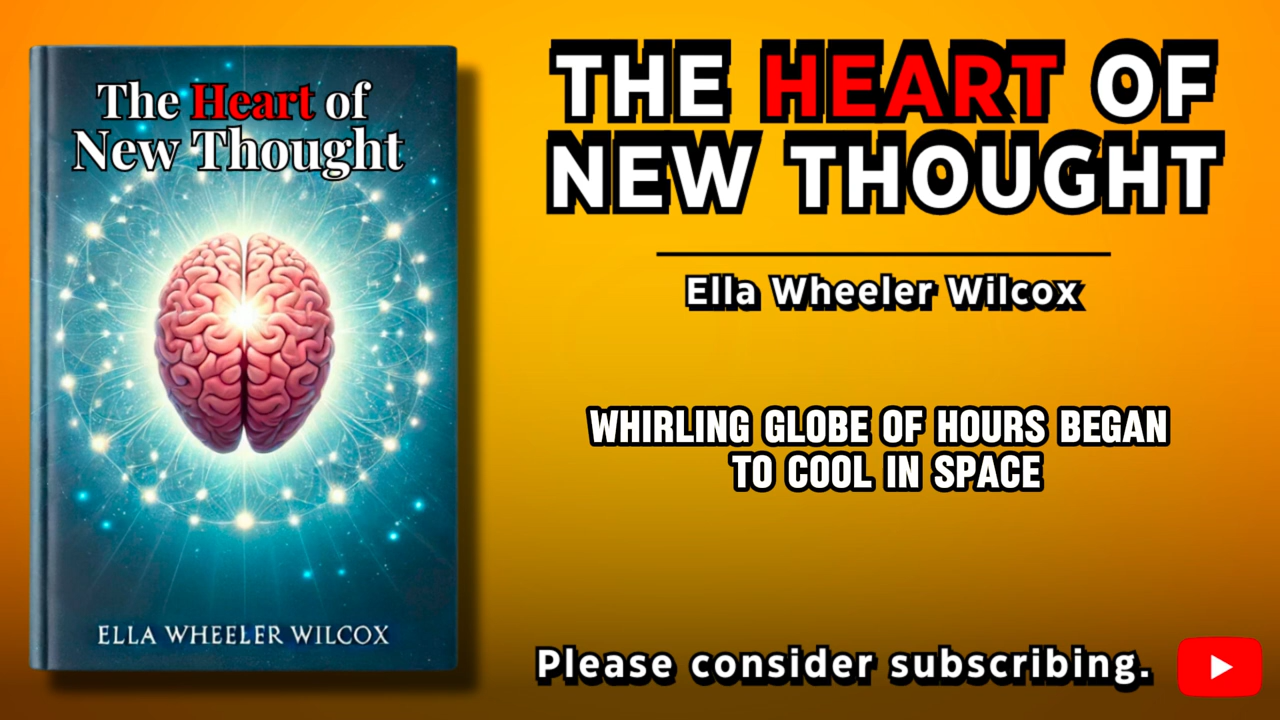 The Heart of
New Thought
ELLA WHEELER WILCOX
THE HEART OF
NEW THOUGHT
Ella Wheeler Wilcox
WHIRLING GLOBE OF HOURS BEGAN
TO COOL IN SPACE
Please consider subscribing.